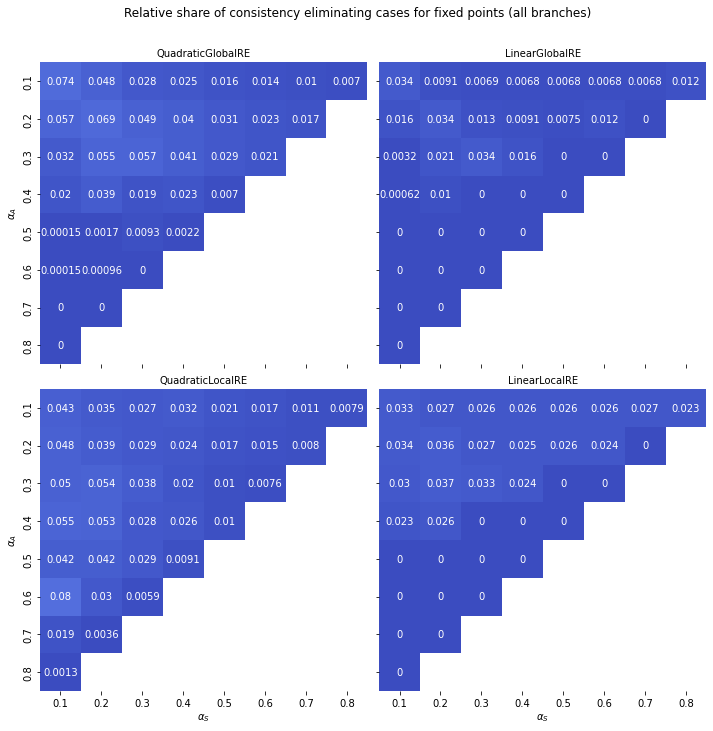 Relative share of consistency eliminating cases for fixed points (all branches)
QuadraticGlobalRE
LinearGlobalRE
0.1 0.074 0.048 0.028 0.025 0.016 0.014 0.01 0.007
0.034 0.0091 0.0069 0.0068 0.0068 0.0068 0.0068 0.012
0.2 0.057 0.069 0.049 0.04 0.031 0.023 0.017
0.016 0.034 0.013 0.0091 0.0075 0.012 0
0.3 0.032 0.055 0.057 0.041 0.029 0.021
0.0032 0.021 0.034 0.016 0 0
0.4 0.02 0.039 0.019 0.023 0.007
0.00062 0.01 0 0 0
α_A
0.5 0.00015 0.0017 0.0093 0.0022
0 0 0 0
0.6 0.00015 0.00096 0
0 0 0
0.7 0 0
0 0
0.8 0
0
QuadraticLocalRE
LinearLocalRE
0.1 0.043 0.035 0.027 0.032 0.021 0.017 0.011 0.0079
0.033 0.027 0.026 0.026 0.026 0.026 0.027 0.023
0.2 0.048 0.039 0.029 0.024 0.017 0.015 0.008
0.034 0.036 0.027 0.025 0.026 0.024 0
0.3 0.05 0.054 0.038 0.02 0.01 0.0076
0.03 0.037 0.033 0.024 0 0
0.4 0.055 0.053 0.028 0.026 0.01
0.023 0.026 0 0 0
α_A
0.5 0.042 0.042 0.029 0.0091
0 0 0 0
0.6 0.08 0.03 0.0059
0 0 0
0.7 0.019 0.0036
0 0
0.8 0.0013
0
0.1 0.2 0.3 0.4 0.5 0.6 0.7 0.8
0.1 0.2 0.3 0.4 0.5 0.6 0.7 0.8
α_S
α_S